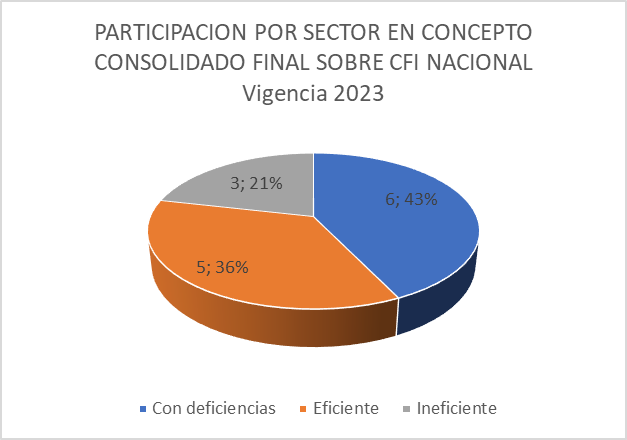 PARTICIPACION POR SECTOR EN CONCEPTO
CONSOLIDADO FINAL SOBRE CFI NACIONAL
Vigencia 2023
3; 21%
6; 43%
5; 36%
Con deficiencias Eficiente Ineficiente